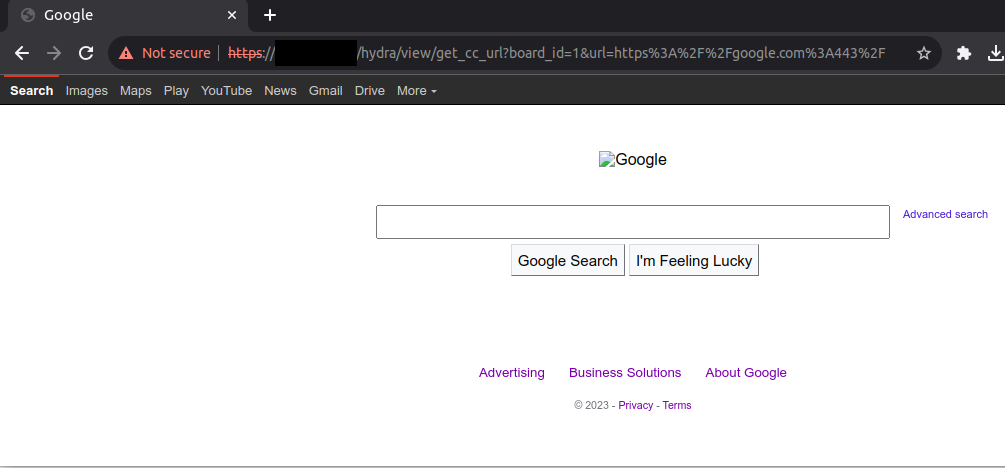 Google
Not secure https:// /hydra/view/get_cc_url?board_id=1&url=https%3A%2F%2Fgoogle.com%3A443%2F
Search Images Maps Play YouTube News Gmail Drive More
Google
Advanced search
Google Search I'm Feeling Lucky
Advertising Business Solutions About Google
© 2023 - Privacy - Terms